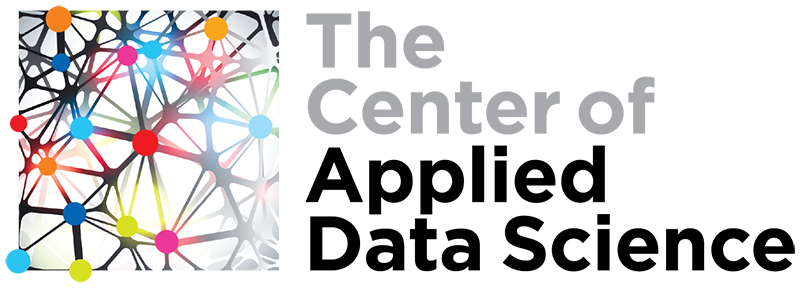 The
Center of
Applied
Data Science